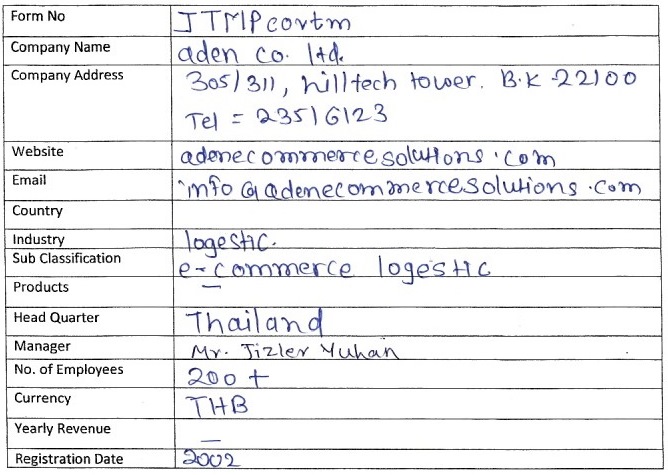 Form No JTMPcovtm
Company Name aden co. ltd.
Company Address 305/311, hilltech tower. B.K-22100
Tel = 23516123
Website adenecommercesolutions.com
Email info@adenecommercesolutions.com
Country
Industry logestic.
Sub Classification e-commerce logestic
Products —
Head Quarter Thailand
Manager Mr. Jizler Yuhan
No. of Employees 200+
Currency THB
Yearly Revenue —
Registration Date 2002